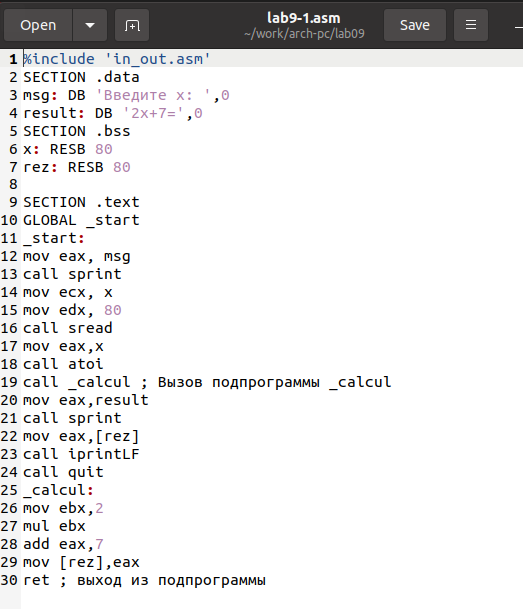 Open
lab9-1.asm
~/work/arch-pc/lab09
Save
1 %include 'in_out.asm'
2 SECTION .data
3 msg: DB 'Введите x: ',0
4 result: DB '2x+7=',0
5 SECTION .bss
6 x: RESB 80
7 rez: RESB 80
8
9 SECTION .text
10 GLOBAL _start
11 _start:
12 mov eax, msg
13 call sprint
14 mov ecx, x
15 mov edx, 80
16 call sread
17 mov eax,x
18 call atoi
19 call _calcul ; Вызов подпрограммы _calcul
20 mov eax,result
21 call sprint
22 mov eax,[rez]
23 call iprintLF
24 call quit
25 _calcul:
26 mov ebx,2
27 mul ebx
28 add eax,7
29 mov [rez],eax
30 ret ; выход из подпрограммы